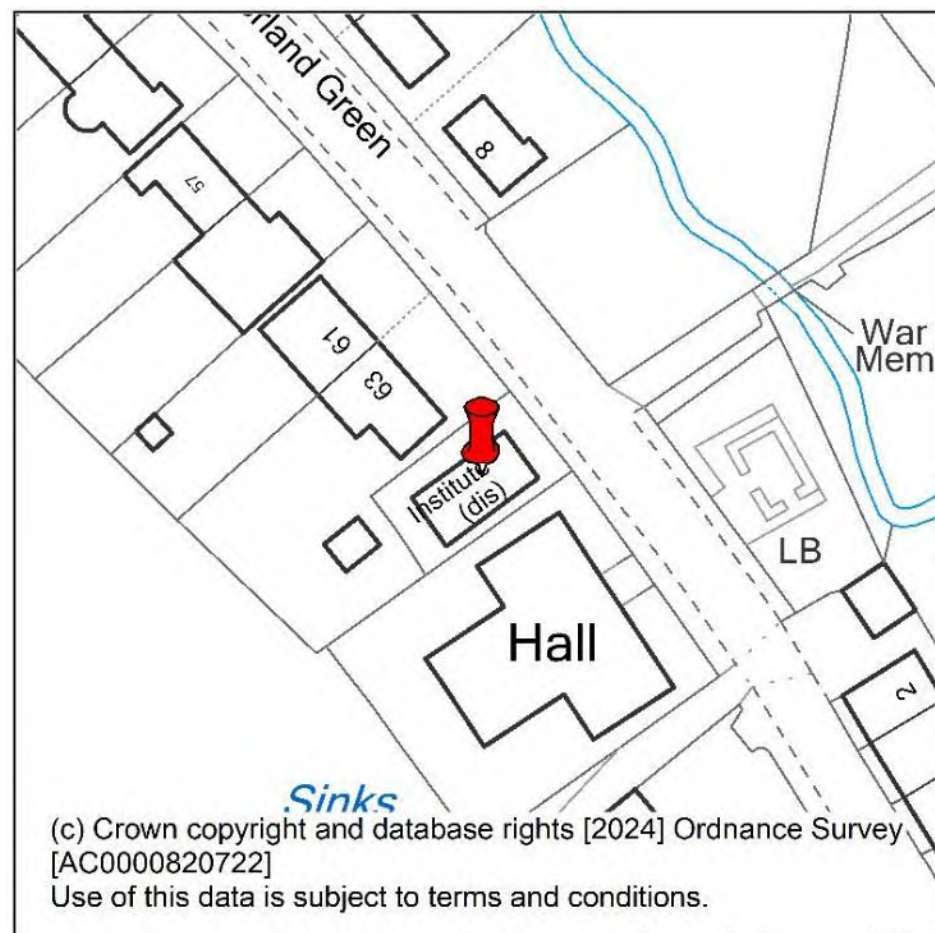 rland Green
8
57
61
63
War
Mem
Institute
(dis)
LB
Hall
2
Sinks
(c) Crown copyright and database rights [2024] Ordnance Survey
[AC0000820722]
Use of this data is subject to terms and conditions.